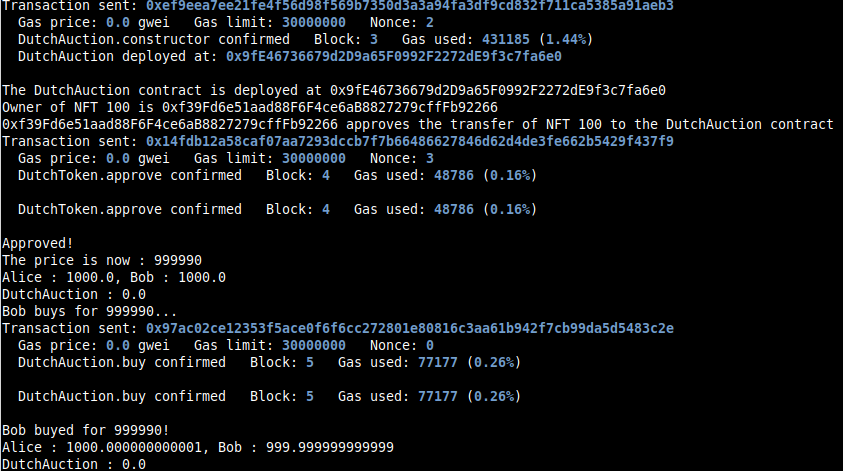 Transaction sent: 0xef9eea7ee21fe4f56d98f569b7350d3a3a94fa3df9cd832f711ca5385a91aeb3
Gas price: 0.0 gwei   Gas limit: 30000000   Nonce: 2
DutchAuction.constructor confirmed   Block: 3   Gas used: 431185 (1.44%)
DutchAuction deployed at: 0x9fE46736679d2D9a65F0992F2272dE9f3c7fa6e0
The DutchAuction contract is deployed at 0x9fE46736679d2D9a65F0992F2272dE9f3c7fa6e0
Owner of NFT 100 is 0xf39Fd6e51aad88F6F4ce6aB8827279cffFb92266
0xf39Fd6e51aad88F6F4ce6aB8827279cffFb92266 approves the transfer of NFT 100 to the DutchAuction contract
Transaction sent: 0x14fdb12a58caf07aa7293dccb7f7b66486627846d62d4de3fe662b5429f437f9
Gas price: 0.0 gwei   Gas limit: 30000000   Nonce: 3
DutchToken.approve confirmed   Block: 4   Gas used: 48786 (0.16%)
DutchToken.approve confirmed   Block: 4   Gas used: 48786 (0.16%)
Approved!
The price is now : 999990
Alice : 1000.0, Bob : 1000.0
DutchAuction : 0.0
Bob buys for 999990...
Transaction sent: 0x97ac02ce12353f5ace0f6f6cc272801e80816c3aa61b942f7cb99da5d5483c2e
Gas price: 0.0 gwei   Gas limit: 30000000   Nonce: 0
DutchAuction.buy confirmed   Block: 5   Gas used: 77177 (0.26%)
DutchAuction.buy confirmed   Block: 5   Gas used: 77177 (0.26%)
Bob buyed for 999990!
Alice : 1000.000000000001, Bob : 999.999999999999
DutchAuction : 0.0